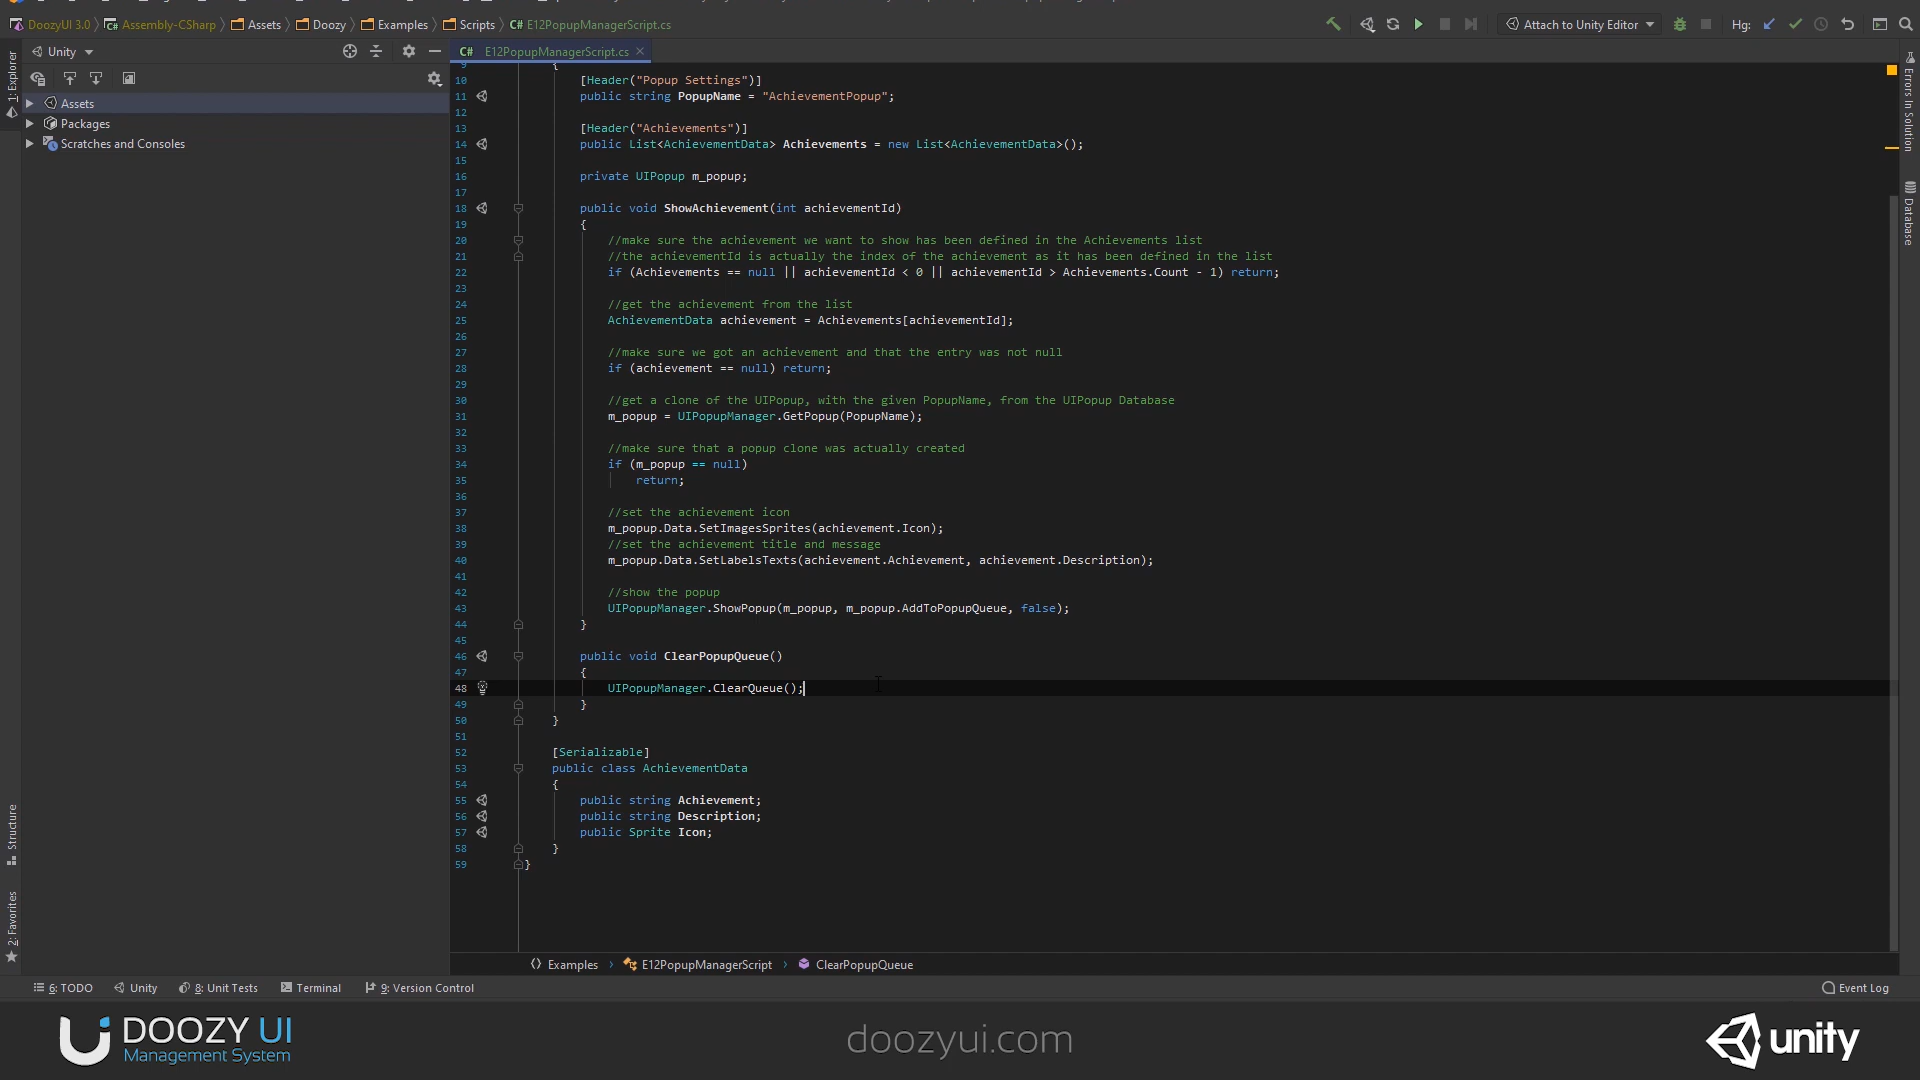 DoozyUI 3.0 Assembly-CSharp Assets Doozy Examples Scripts C# E12PopupManagerScript.cs
Attach to Unity Editor Hg:
1: Explorer
Unity
C# E12PopupManagerScript.cs
Assets
Packages
Scratches and Consoles
9 {
10 [Header("Popup Settings")]
11 public string PopupName = "AchievementPopup";
12
13 [Header("Achievements")]
14 public List<AchievementData> Achievements = new List<AchievementData>();
15
16 private UIPopup m_popup;
17
18 public void ShowAchievement(int achievementId)
19 {
20 //make sure the achievement we want to show has been defined in the Achievements list
21 //the achievementId is actually the index of the achievement as it has been defined in the list
22 if (Achievements == null || achievementId < 0 || achievementId > Achievements.Count - 1) return;
23
24 //get the achievement from the list
25 AchievementData achievement = Achievements[achievementId];
26
27 //make sure we got an achievement and that the entry was not null
28 if (achievement == null) return;
29
30 //get a clone of the UIPopup, with the given PopupName, from the UIPopup Database
31 m_popup = UIPopupManager.GetPopup(PopupName);
32
33 //make sure that a popup clone was actually created
34 if (m_popup == null)
35 return;
36
37 //set the achievement icon
38 m_popup.Data.SetImagesSprites(achievement.Icon);
39 //set the achievement title and message
40 m_popup.Data.SetLabelsTexts(achievement.Achievement, achievement.Description);
41
42 //show the popup
43 UIPopupManager.ShowPopup(m_popup, m_popup.AddToPopupQueue, false);
44 }
45
46 public void ClearPopupQueue()
47 {
48 UIPopupManager.ClearQueue();
49 }
50 }
51
52 [Serializable]
53 public class AchievementData
54 {
55 public string Achievement;
56 public string Description;
57 public Sprite Icon;
58 }
59 }
Errors In Solution
Database
Structure
2: Favorites
Examples E12PopupManagerScript ClearPopupQueue
6: TODO Unity 8: Unit Tests Terminal 9: Version Control Event Log
DOOZY UI
Management System
doozyui.com
unity